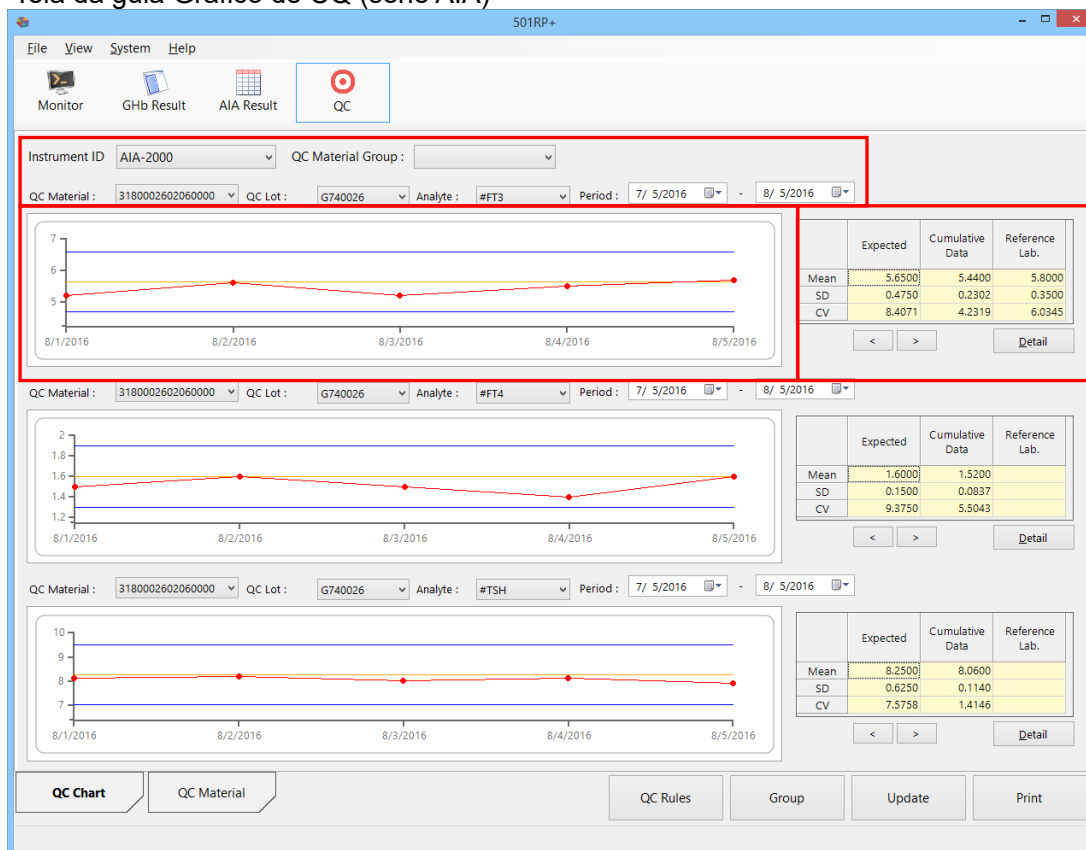 Tela da guia Gráfico de CQ (série AIA)
501RP+
File View System Help
Monitor GHb Result AIA Result QC
Instrument ID AIA-2000 QC Material Group :
QC Material : 3180002602060000 QC Lot : G740026 Analyte : #FT3 Period : 7/ 5/2016 - 8/ 5/2016
7
6
5
8/1/2016 8/2/2016 8/3/2016 8/4/2016 8/5/2016
Expected Cumulative Data Reference Lab.
Mean 5.6500 5.4400 5.8000
SD 0.4750 0.2302 0.3500
CV 8.4071 4.2319 6.0345
< > Detail
QC Material : 3180002602060000 QC Lot : G740026 Analyte : #FT4 Period : 7/ 5/2016 - 8/ 5/2016
2
1.8
1.6
1.4
1.2
8/1/2016 8/2/2016 8/3/2016 8/4/2016 8/5/2016
Expected Cumulative Data Reference Lab.
Mean 1.6000 1.5200
SD 0.1500 0.0837
CV 9.3750 5.5043
< > Detail
QC Material : 3180002602060000 QC Lot : G740026 Analyte : #TSH Period : 7/ 5/2016 - 8/ 5/2016
10
9
8
7
8/1/2016 8/2/2016 8/3/2016 8/4/2016 8/5/2016
Expected Cumulative Data Reference Lab.
Mean 8.2500 8.0600
SD 0.6250 0.1140
CV 7.5758 1.4146
< > Detail
QC Chart QC Material QC Rules Group Update Print